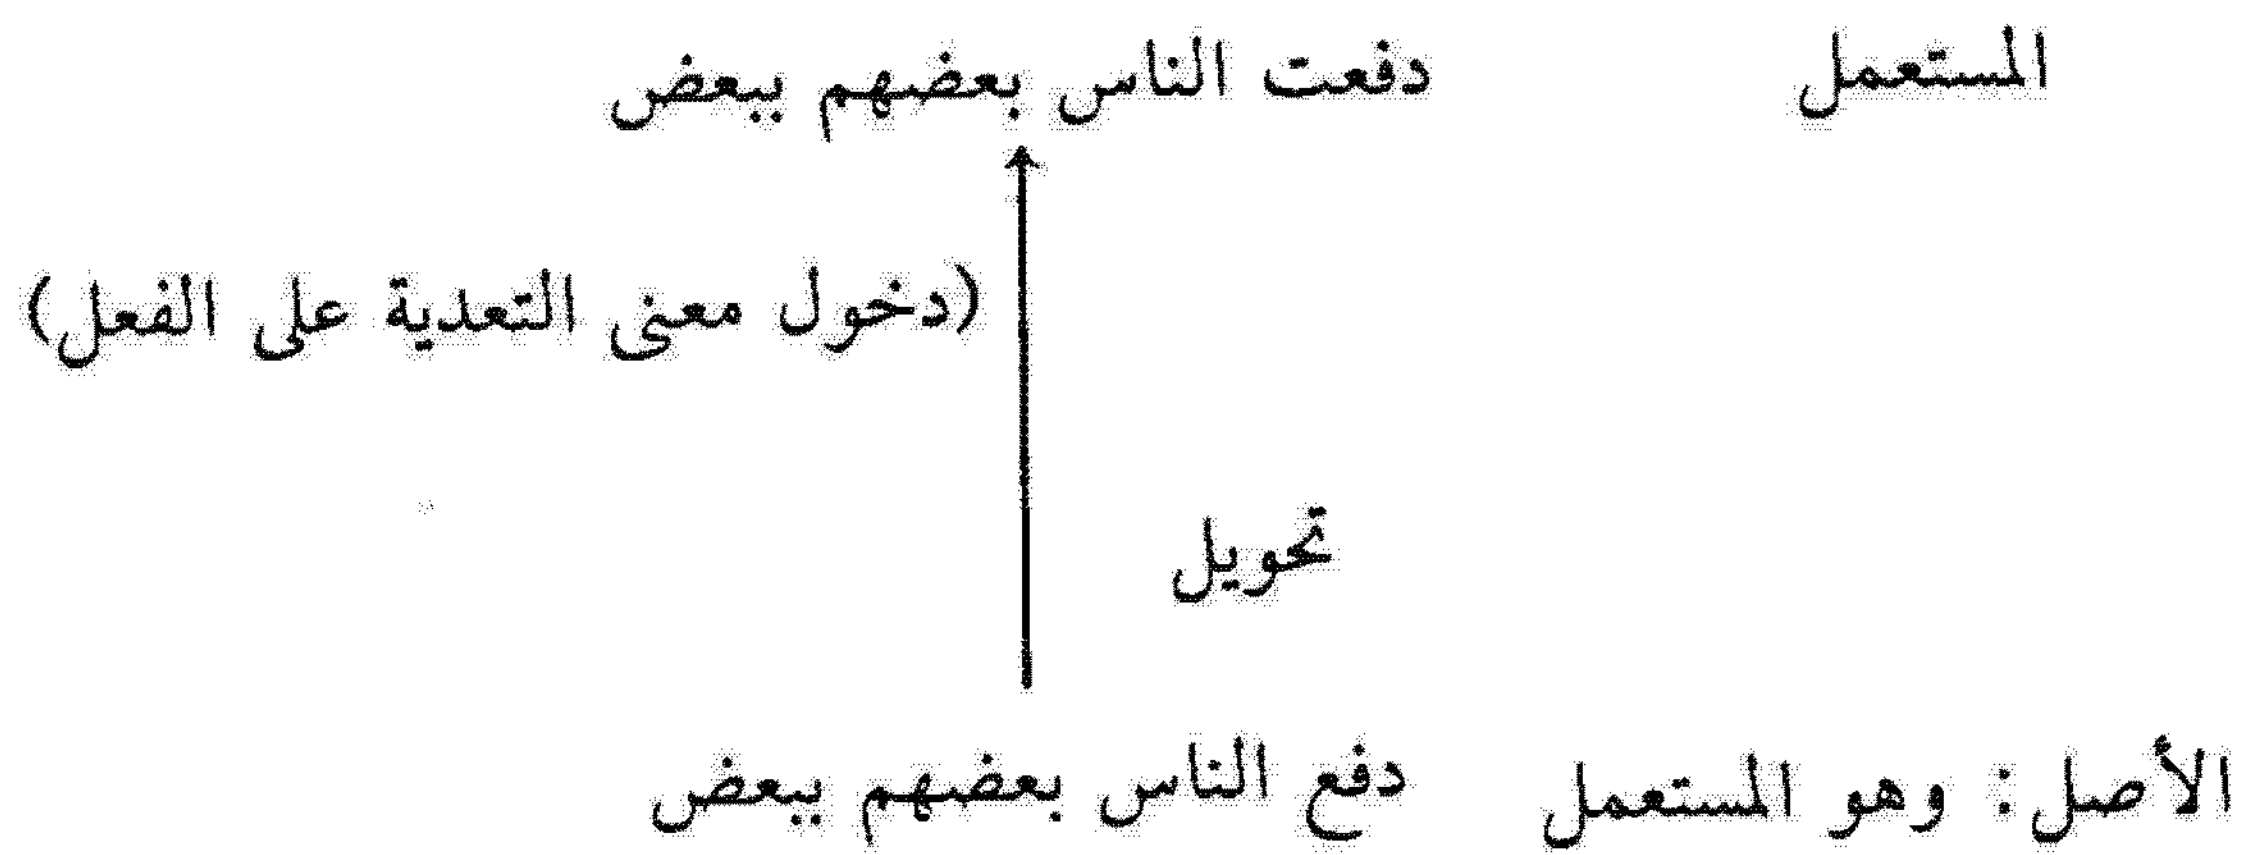 المستعمل دفعت الناس بعضهم ببعض
(دخول معنى التعدية على الفعل)
تحويل
الأصل: وهو المستعمل دفع الناس بعضهم ببعض